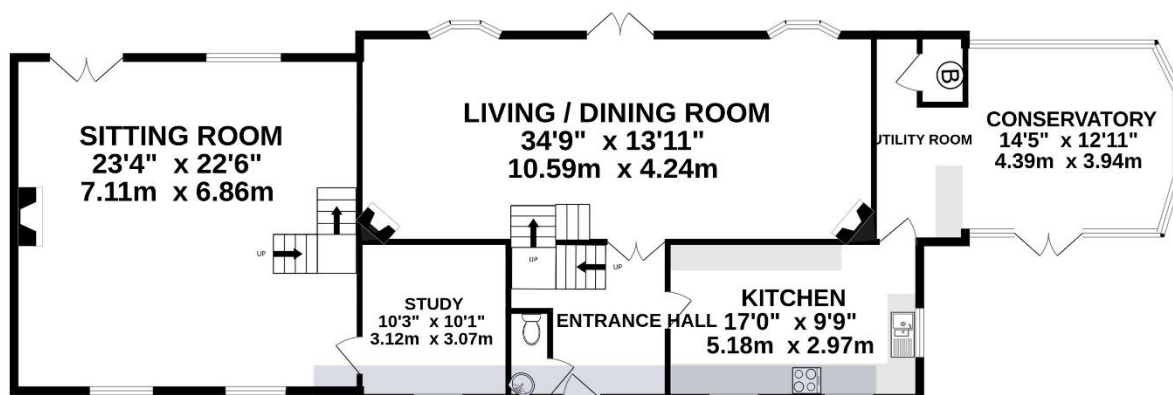 SITTING ROOM
23'4" x 22'6"
7.11m x 6.86m
UP
LIVING / DINING ROOM
34'9" x 13'11"
10.59m x 4.24m
UP
UP
STUDY
10'3" x 10'1"
3.12m x 3.07m
ENTRANCE HALL
KITCHEN
17'0" x 9'9"
5.18m x 2.97m
UTILITY ROOM
B
CONSERVATORY
14'5" x 12'11"
4.39m x 3.94m